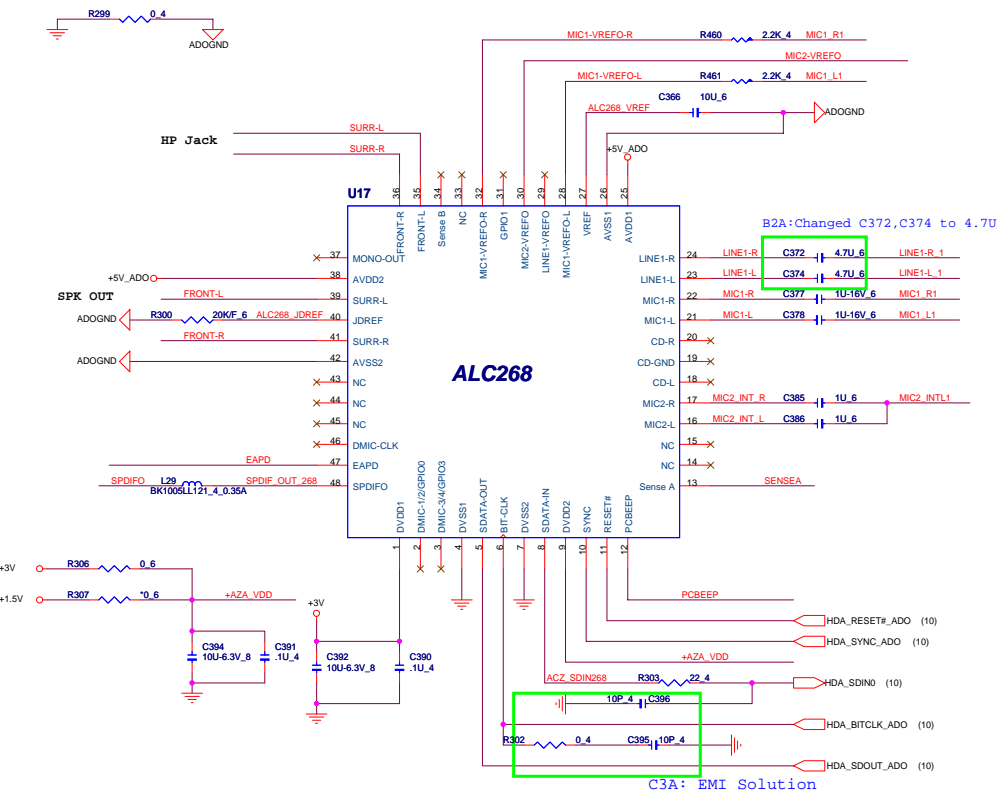 R299 0_4
ADOGND
MIC1-VREFO-R R460 2.2K_4 MIC1_R1
MIC2-VREFO
MIC1-VREFO-L R461 2.2K_4 MIC1_L1
C366 10U_6
ALC268_VREF
ADOGND
HP Jack
SURR-L
SURR-R
+5V_ADO
U17
36 35 34 33 32 31 30 29 28 27 26 25
FRONT-R
FRONT-L
Sense B
NC
MIC1-VREFO-R
GPIO1
MIC2-VREFO
LINE1-VREFO
MIC1-VREFO-L
VREF
AVSS1
AVDD1
B2A:Changed C372,C374 to 4.7U
37 MONO-OUT
+5V_ADO 38 AVDD2
SPK OUT
FRONT-L 39 SURR-L
ADOGND R300 20K/F_6 ALC268_JDREF 40 JDREF
FRONT-R 41 SURR-R
ADOGND 42 AVSS2
43 NC
44 NC
45 NC
46 DMIC-CLK
EAPD 47 EAPD
SPDIFO L29 SPDIF_OUT_268 48 SPDIFO
BK1005LL121_4_0.35A
ALC268
LINE1-R 24 LINE1-R C372 4.7U_6 LINE1-R_1
LINE1-L 23 LINE1-L C374 4.7U_6 LINE1-L_1
MIC1-R 22 MIC1-R C377 1U-16V_6 MIC1_R1
MIC1-L 21 MIC1-L C378 1U-16V_6 MIC1_L1
CD-R 20
CD-GND 19
CD-L 18
MIC2-R 17 MIC2_INT_R C385 1U_6 MIC2_INTL1
MIC2-L 16 MIC2_INT_L C386 1U_6
NC 15
NC 14
Sense A 13 SENSEA
DVDD1
DMIC-1/2/GPIO0
DMIC-3/4/GPIO3
DVSS1
SDATA-OUT
BIT-CLK
DVSS2
SDATA-IN
DVDD2
SYNC
RESET#
PCBEEP
1 2 3 4 5 6 7 8 9 10 11 12
+3V R306 0_6
+1.5V R307 *0_6
+AZA_VDD
+3V
C394
10U-6.3V_8
C391
.1U_4
C392
10U-6.3V_8
C390
.1U_4
PCBEEP
HDA_RESET#_ADO (10)
HDA_SYNC_ADO (10)
+AZA_VDD
ACZ_SDIN268 R303 22_4 HDA_SDIN0 (10)
10P_4 C396
HDA_BITCLK_ADO (10)
R302 0_4 C395 10P_4
HDA_SDOUT_ADO (10)
C3A: EMI Solution